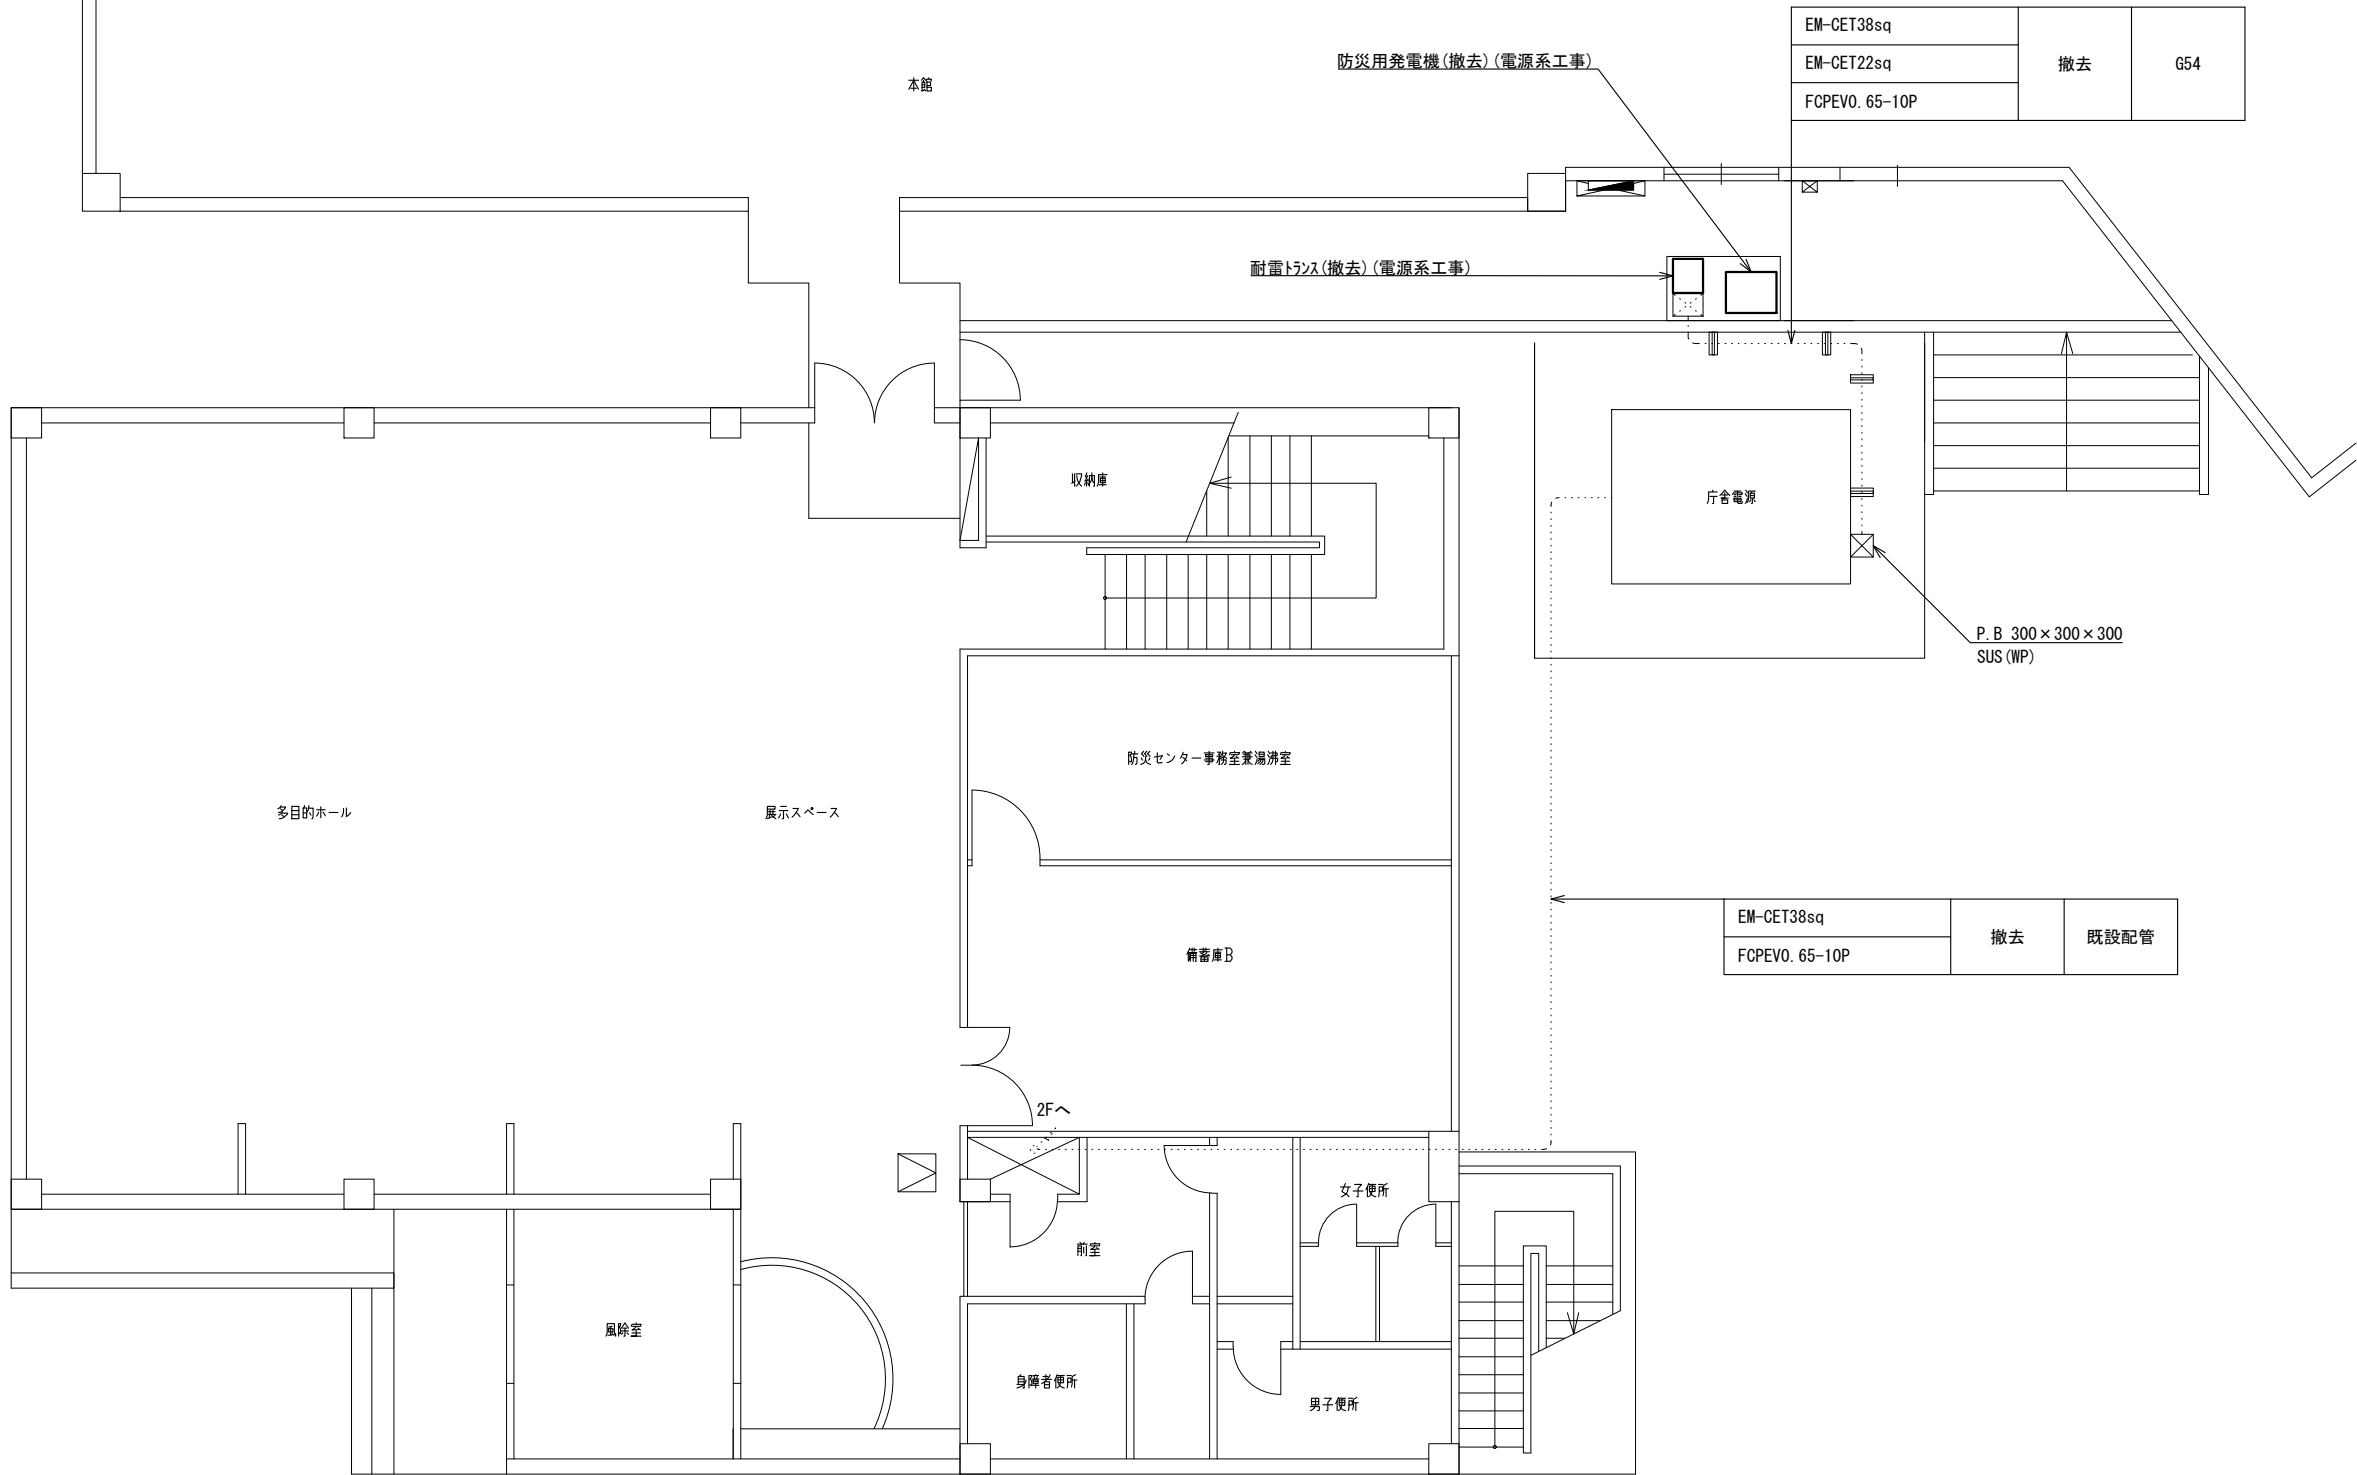 EM-CET38sq
EM-CET22sq
FCPEV0.65-10P
撤去
G54
防災用発電機(撤去)(電源系工事)
本館
耐雷ﾄﾗﾝｽ(撤去)(電源系工事)
収納庫
庁舎電源
P.B 300×300×300
SUS(WP)
防災センター事務室兼湯沸室
多目的ホール
展示スペース
EM-CET38sq
FCPEV0.65-10P
撤去
既設配管
備蓄庫B
2Fへ
女子便所
前室
風除室
身障者便所
男子便所